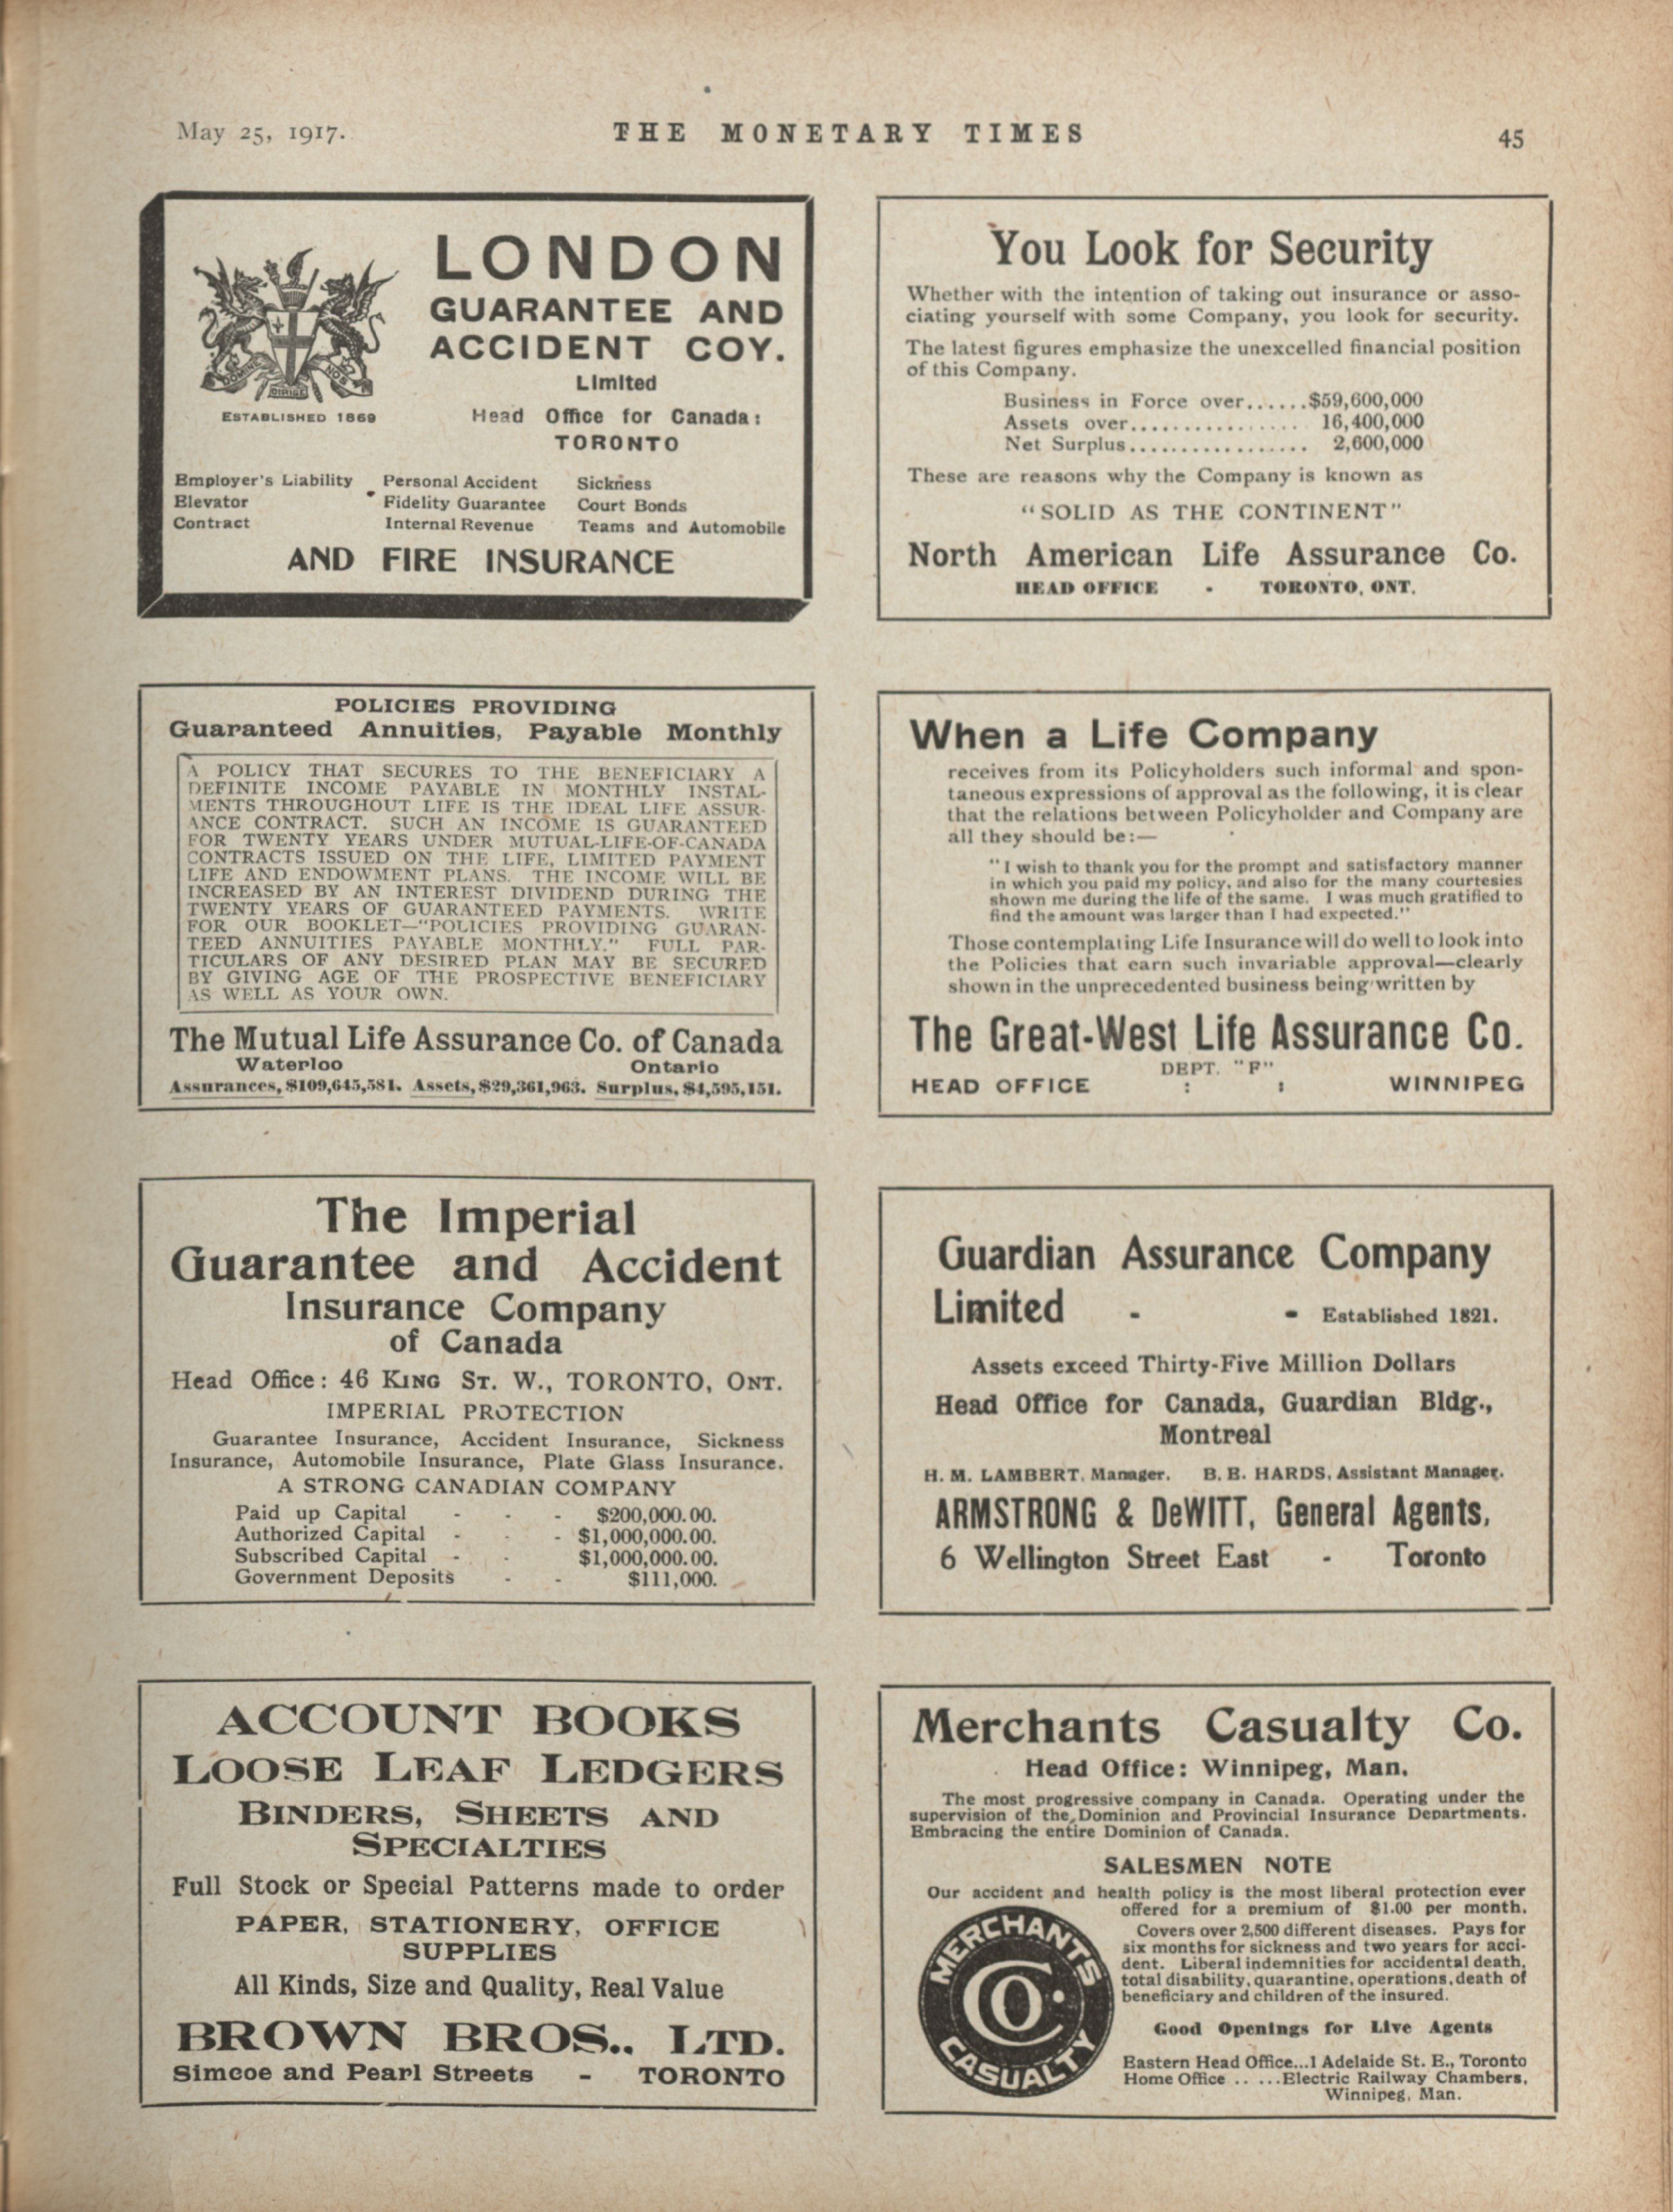 May 25, 1917.
THE MONETARY TIMES
45
LONDON
GUARANTEE AND
ACCIDENT COY.
Limited
DOMINE
DIRIGE
NOS
ESTABLISHED 1869
Head Office for Canada:
TORONTO
Employer's Liability Personal Accident Sickness
Elevator Fidelity Guarantee Court Bonds
Contract Internal Revenue Teams and Automobile
AND FIRE INSURANCE
You Look for Security
Whether with the intention of taking out insurance or asso-
ciating yourself with some Company, you look for security.
The latest figures emphasize the unexcelled financial position
of this Company.
Business in Force over......$59,600,000
Assets over................ 16,400,000
Net Surplus.................. 2,600,000
These are reasons why the Company is known as
"SOLID AS THE CONTINENT"
North American Life Assurance Co.
HEAD OFFICE - TORONTO, ONT.
POLICIES PROVIDING
Guaranteed Annuities, Payable Monthly
A POLICY THAT SECURES TO THE BENEFICIARY A
DEFINITE INCOME PAYABLE IN MONTHLY INSTAL-
MENTS THROUGHOUT LIFE IS THE IDEAL LIFE ASSUR-
ANCE CONTRACT. SUCH AN INCOME IS GUARANTEED
FOR TWENTY YEARS UNDER MUTUAL-LIFE-OF-CANADA
CONTRACTS ISSUED ON THE LIFE, LIMITED PAYMENT
LIFE AND ENDOWMENT PLANS. THE INCOME WILL BE
INCREASED BY AN INTEREST DIVIDEND DURING THE
TWENTY YEARS OF GUARANTEED PAYMENTS. WRITE
FOR OUR BOOKLET—"POLICIES PROVIDING GUARAN-
TEED ANNUITIES PAYABLE MONTHLY." FULL PAR-
TICULARS OF ANY DESIRED PLAN MAY BE SECURED
BY GIVING AGE OF THE PROSPECTIVE BENEFICIARY
AS WELL AS YOUR OWN.
The Mutual Life Assurance Co. of Canada
Waterloo Ontario
Assurances, $109,645,581. Assets, $29,361,963. Surplus, $4,595,151.
When a Life Company
receives from its Policyholders such informal and spon-
taneous expressions of approval as the following, it is clear
that the relations between Policyholder and Company are
all they should be:—
"I wish to thank you for the prompt and satisfactory manner
in which you paid my policy, and also for the many courtesies
shown me during the life of the same. I was much gratified to
find the amount was larger than I had expected."
Those contemplating Life Insurance will do well to look into
the Policies that earn such invariable approval—clearly
shown in the unprecedented business being written by
The Great-West Life Assurance Co.
DEPT. "F"
HEAD OFFICE : : WINNIPEG
The Imperial
Guarantee and Accident
Insurance Company
of Canada
Head Office: 46 KING ST. W., TORONTO, ONT.
IMPERIAL PROTECTION
Guarantee Insurance, Accident Insurance, Sickness
Insurance, Automobile Insurance, Plate Glass Insurance.
A STRONG CANADIAN COMPANY
Paid up Capital - - - $200,000.00.
Authorized Capital - - - $1,000,000.00.
Subscribed Capital - - $1,000,000.00.
Government Deposits - - $111,000.
Guardian Assurance Company
Limited - - Established 1821.
Assets exceed Thirty-Five Million Dollars
Head Office for Canada, Guardian Bldg.,
Montreal
H. M. LAMBERT, Manager. B. E. HARDS, Assistant Manager.
ARMSTRONG & DeWITT, General Agents,
6 Wellington Street East - Toronto
ACCOUNT BOOKS
LOOSE LEAF LEDGERS
BINDERS, SHEETS AND
SPECIALTIES
Full Stock or Special Patterns made to order
PAPER, STATIONERY, OFFICE
SUPPLIES
All Kinds, Size and Quality, Real Value
BROWN BROS., LTD.
Simcoe and Pearl Streets - TORONTO
Merchants Casualty Co.
Head Office: Winnipeg, Man.
The most progressive company in Canada. Operating under the
supervision of the Dominion and Provincial Insurance Departments.
Embracing the entire Dominion of Canada.
SALESMEN NOTE
Our accident and health policy is the most liberal protection ever
offered for a premium of $1.00 per month.
Covers over 2,500 different diseases. Pays for
six months for sickness and two years for acci-
dent. Liberal indemnities for accidental death,
total disability, quarantine, operations, death of
beneficiary and children of the insured.
MERCHANTS
CO.
CASUALTY
Good Openings for Live Agents
Eastern Head Office...1 Adelaide St. E., Toronto
Home Office .. ...Electric Railway Chambers,
Winnipeg, Man.